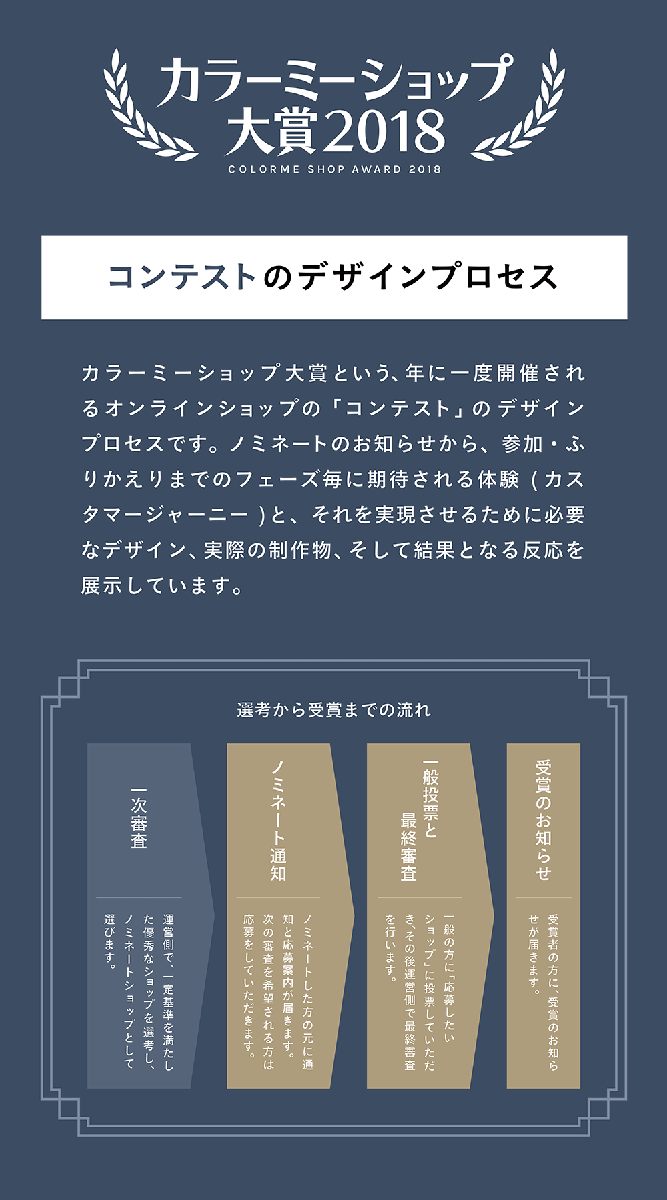 カラーミーショップ
大賞2018
COLORME SHOP AWARD 2018
コンテストのデザインプロセス
カラーミーショップ大賞という、年に一度開催され
るオンラインショップの「コンテスト」のデザイン
プロセスです。ノミネートのお知らせから、参加・ふ
りかえりまでのフェーズ毎に期待される体験（カス
タマージャーニー）と、それを実現させるために必要
なデザイン、実際の制作物、そして結果となる反応を
展示しています。
選考から受賞までの流れ
一次審査
運営側で、一定基準を満たし
た優秀なショップを選考し、
ノミネートショップとして
選びます。
ノミネート通知
ノミネートした方の元に通
知と応募案内が届きます。
次の審査を希望される方は
応募をしていただきます。
一般投票と
最終審査
一般の方に「応募したい
ショップ」に投票していただ
き、その後運営側で最終審査
を行います。
受賞のお知らせ
受賞者の方に、受賞のお知ら
せが届きます。